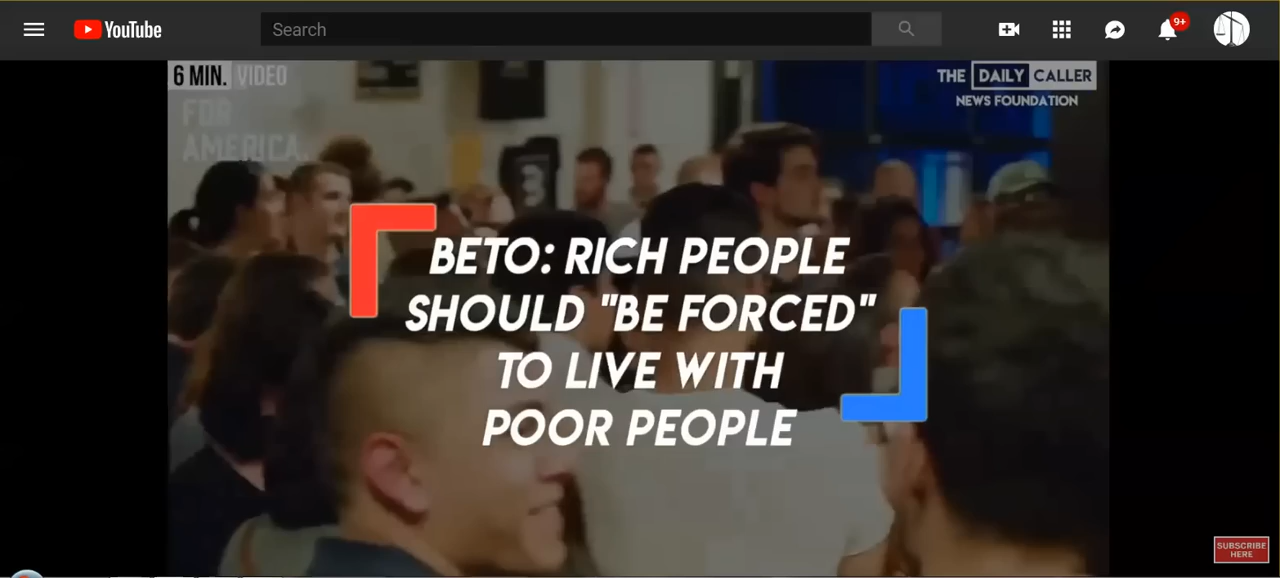 YouTube
Search
9+
6 MIN. VIDEO
THE DAILY CALLER
NEWS FOUNDATION
FOR
AMERICA.
3
BETO: RICH PEOPLE
SHOULD "BE FORCED"
TO LIVE WITH
POOR PEOPLE
SUBSCRIBE
HERE